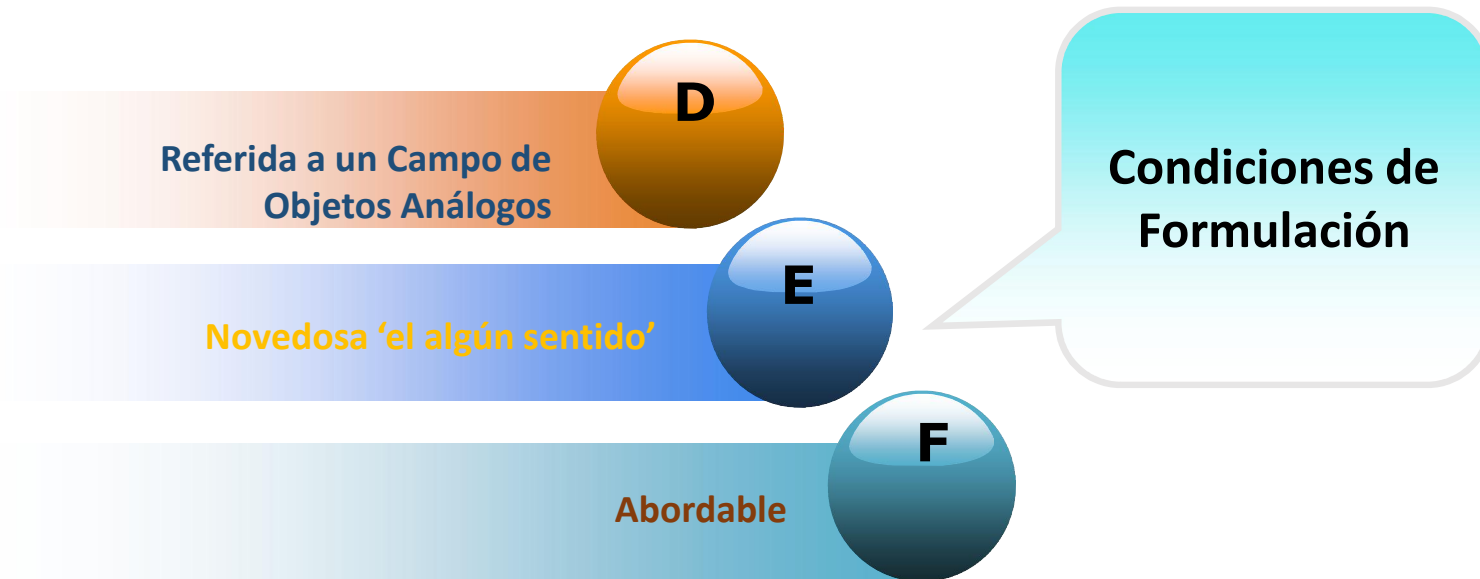 D
Referida a un Campo de
Objetos Análogos
E
Novedosa ‘el algún sentido’
F
Abordable
Condiciones de
Formulación